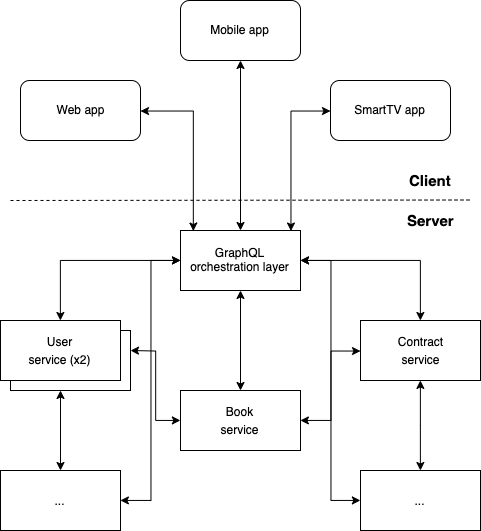 Mobile app
Web app
SmartTV app
Client
Server
GraphQL
orchestration layer
User
service (x2)
Contract
service
Book
service
...
...